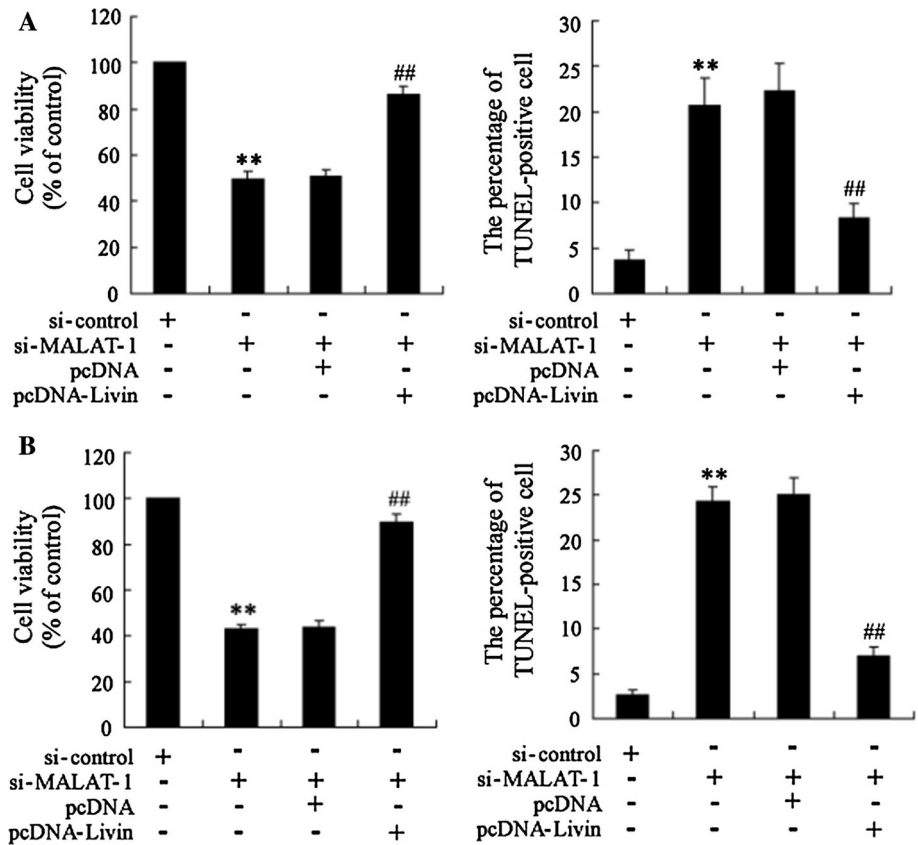 A
Cell viability
(% of control)
120
100
80
60
40
20
0
**
##
si-control + - - -
si-MALAT-1 - + + +
pcDNA - - + -
pcDNA-Livin - - - +
The percentage of
TUNEL-positive cell
30
25
20
15
10
5
0
**
##
si-control + - - -
si-MALAT-1 - + + +
pcDNA - - + -
pcDNA-Livin - - - +
B
Cell viability
(% of control)
120
100
80
60
40
20
0
**
##
si-control + - - -
si-MALAT-1 - + + +
pcDNA - - + -
pcDNA-Livin - - - +
The percentage of
TUNEL-positive cell
30
25
20
15
10
5
0
**
##
si-control + - - -
si-MALAT-1 - + + +
pcDNA - - + -
pcDNA-Livin - - - +